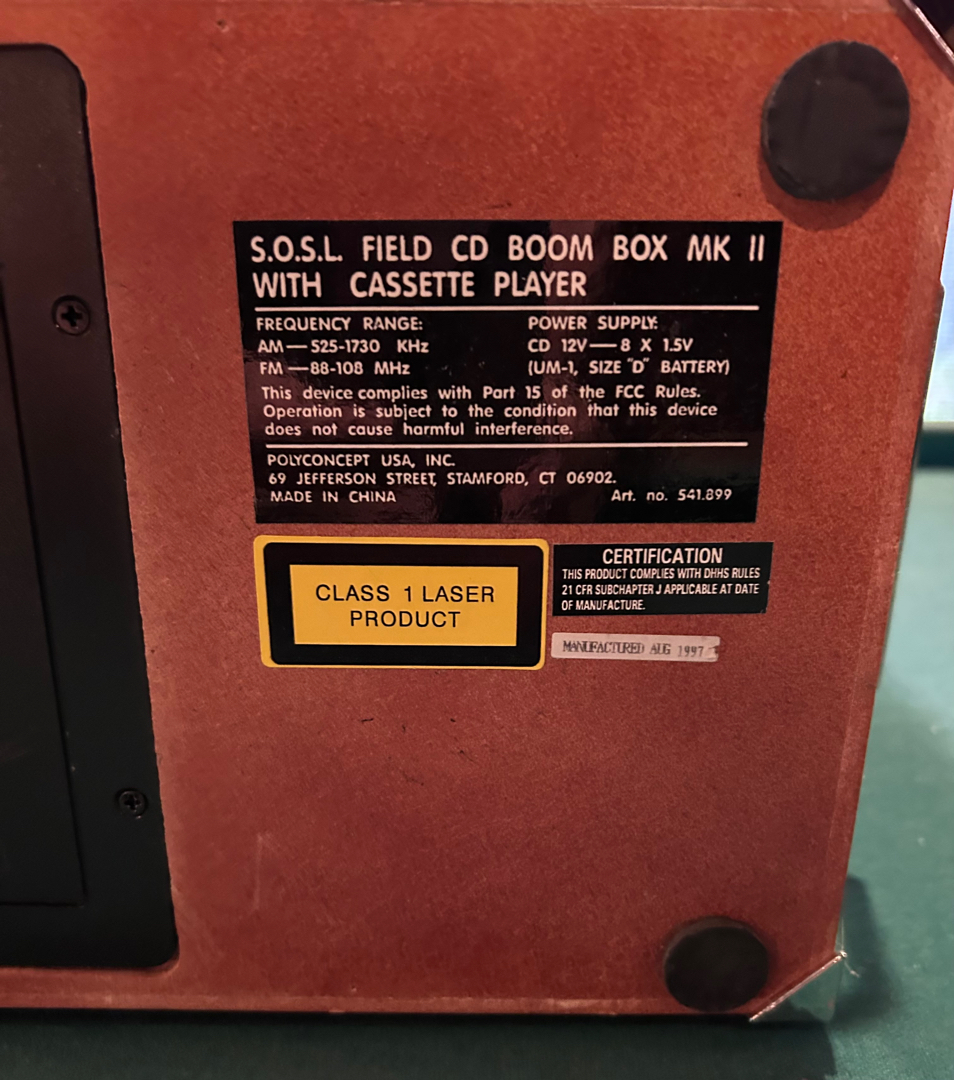 S.O.S.L. FIELD CD BOOM BOX MK II
WITH CASSETTE PLAYER
FREQUENCY RANGE:
AM—525-1730 KHz
FM—88-108 MHz
POWER SUPPLY:
CD 12V—8 X 1.5V
(UM-1, SIZE "D" BATTERY)
This device complies with Part 15 of the FCC Rules.
Operation is subject to the condition that this device
does not cause harmful interference.
POLYCONCEPT USA, INC.
69 JEFFERSON STREET, STAMFORD, CT 06902.
MADE IN CHINA Art. no. 541.899
CLASS 1 LASER
PRODUCT
CERTIFICATION
THIS PRODUCT COMPLIES WITH DHHS RULES
21 CFR SUBCHAPTER J APPLICABLE AT DATE
OF MANUFACTURE.
MANUFACTURED AUG 1997